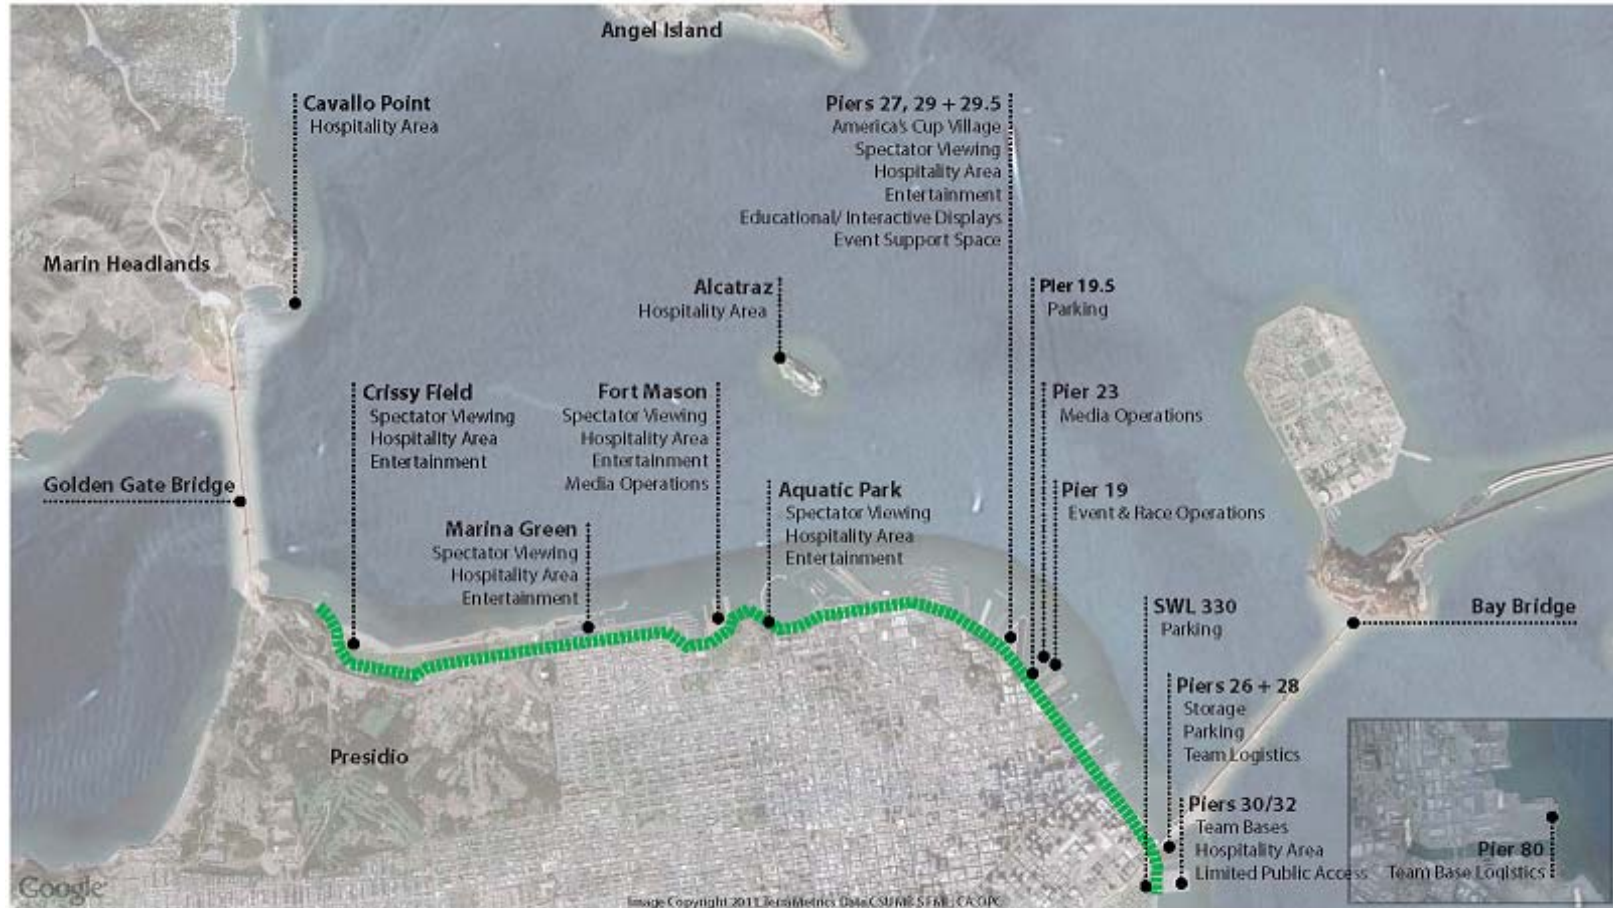 Angel Island
Cavallo Point
Hospitality Area
Piers 27, 29 + 29.5
America's Cup Village
Spectator Viewing
Hospitality Area
Entertainment
Educational/ Interactive Displays
Event Support Space
Marin Headlands
Alcatraz
Hospitality Area
Pier 19.5
Parking
Crissy Field
Spectator Viewing
Hospitality Area
Entertainment
Fort Mason
Spectator Viewing
Hospitality Area
Entertainment
Media Operations
Pier 23
Media Operations
Golden Gate Bridge
Aquatic Park
Spectator Viewing
Hospitality Area
Entertainment
Pier 19
Event & Race Operations
Marina Green
Spectator Viewing
Hospitality Area
Entertainment
SWL 330
Parking
Bay Bridge
Piers 26 + 28
Storage
Parking
Team Logistics
Presidio
Piers 30/32
Team Bases
Hospitality Area
Limited Public Access
Pier 80
Team Base Logistics
Google
Image Copyright 2011 TerraMetrics Data